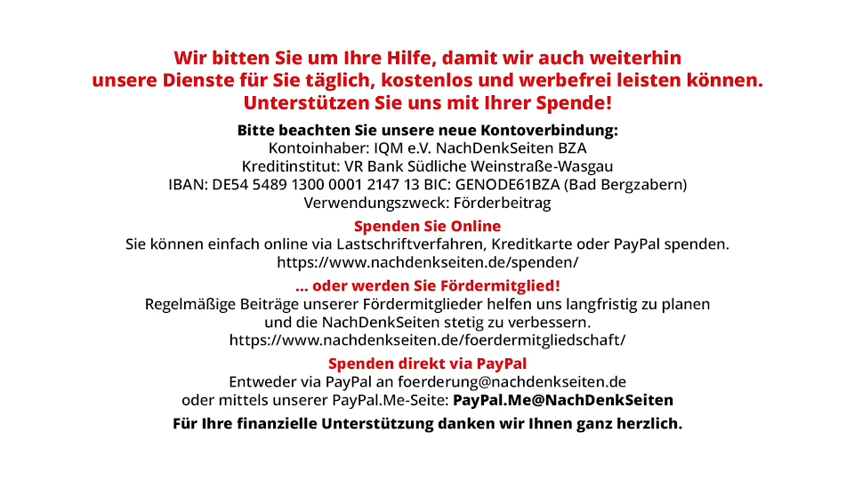 Wir bitten Sie um Ihre Hilfe, damit wir auch weiterhin
unsere Dienste für Sie täglich, kostenlos und werbefrei leisten können.
Unterstützen Sie uns mit Ihrer Spende!
Bitte beachten Sie unsere neue Kontoverbindung:
Kontoinhaber: IQM e.V. NachDenkSeiten BZA
Kreditinstitut: VR Bank Südliche Weinstraße-Wasgau
IBAN: DE54 5489 1300 0001 2147 13 BIC: GENODE61BZA (Bad Bergzabern)
Verwendungszweck: Förderbeitrag
Spenden Sie Online
Sie können einfach online via Lastschriftverfahren, Kreditkarte oder PayPal spenden.
https://www.nachdenkseiten.de/spenden/
... oder werden Sie Fördermitglied!
Regelmäßige Beiträge unserer Fördermitglieder helfen uns langfristig zu planen
und die NachDenkSeiten stetig zu verbessern.
https://www.nachdenkseiten.de/foerdermitgliedschaft/
Spenden direkt via PayPal
Entweder via PayPal an foerderung@nachdenkseiten.de
oder mittels unserer PayPal.Me-Seite: PayPal.Me@NachDenkSeiten
Für Ihre finanzielle Unterstützung danken wir Ihnen ganz herzlich.